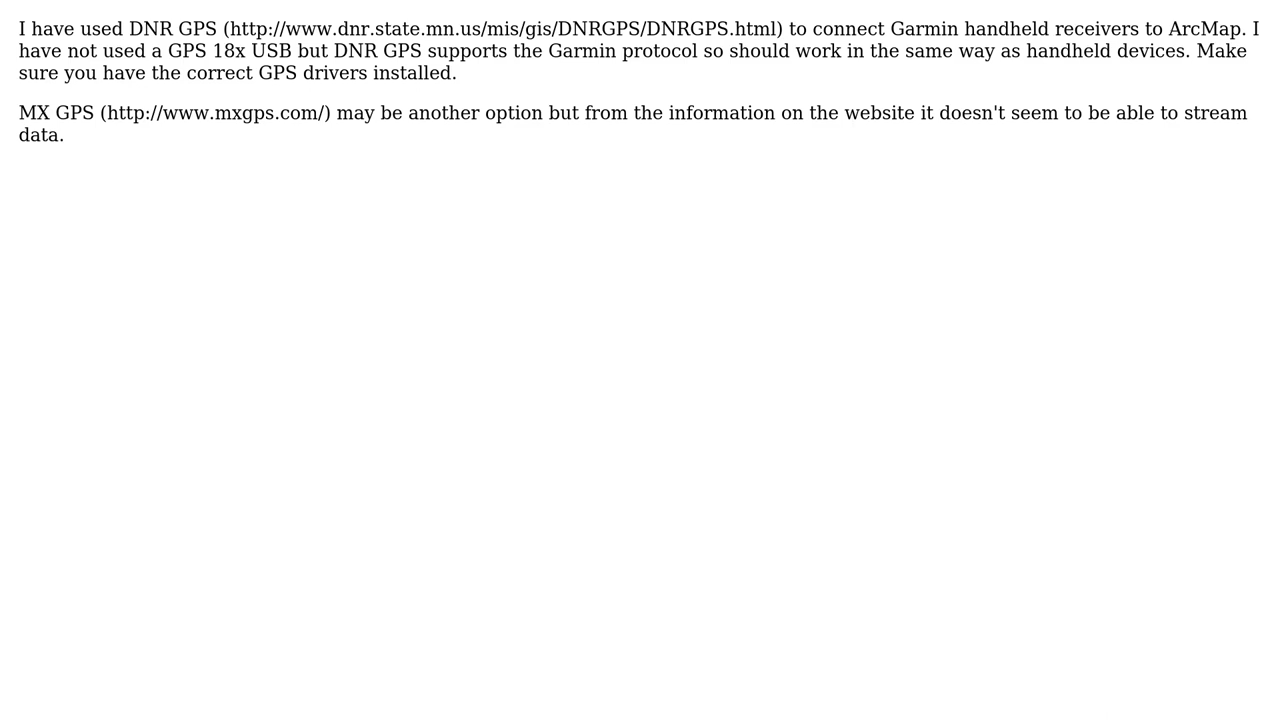 I have used DNR GPS (http://www.dnr.state.mn.us/mis/gis/DNRGPS/DNRGPS.html) to connect Garmin handheld receivers to ArcMap. I
have not used a GPS 18x USB but DNR GPS supports the Garmin protocol so should work in the same way as handheld devices. Make
sure you have the correct GPS drivers installed.
MX GPS (http://www.mxgps.com/) may be another option but from the information on the website it doesn't seem to be able to stream
data.